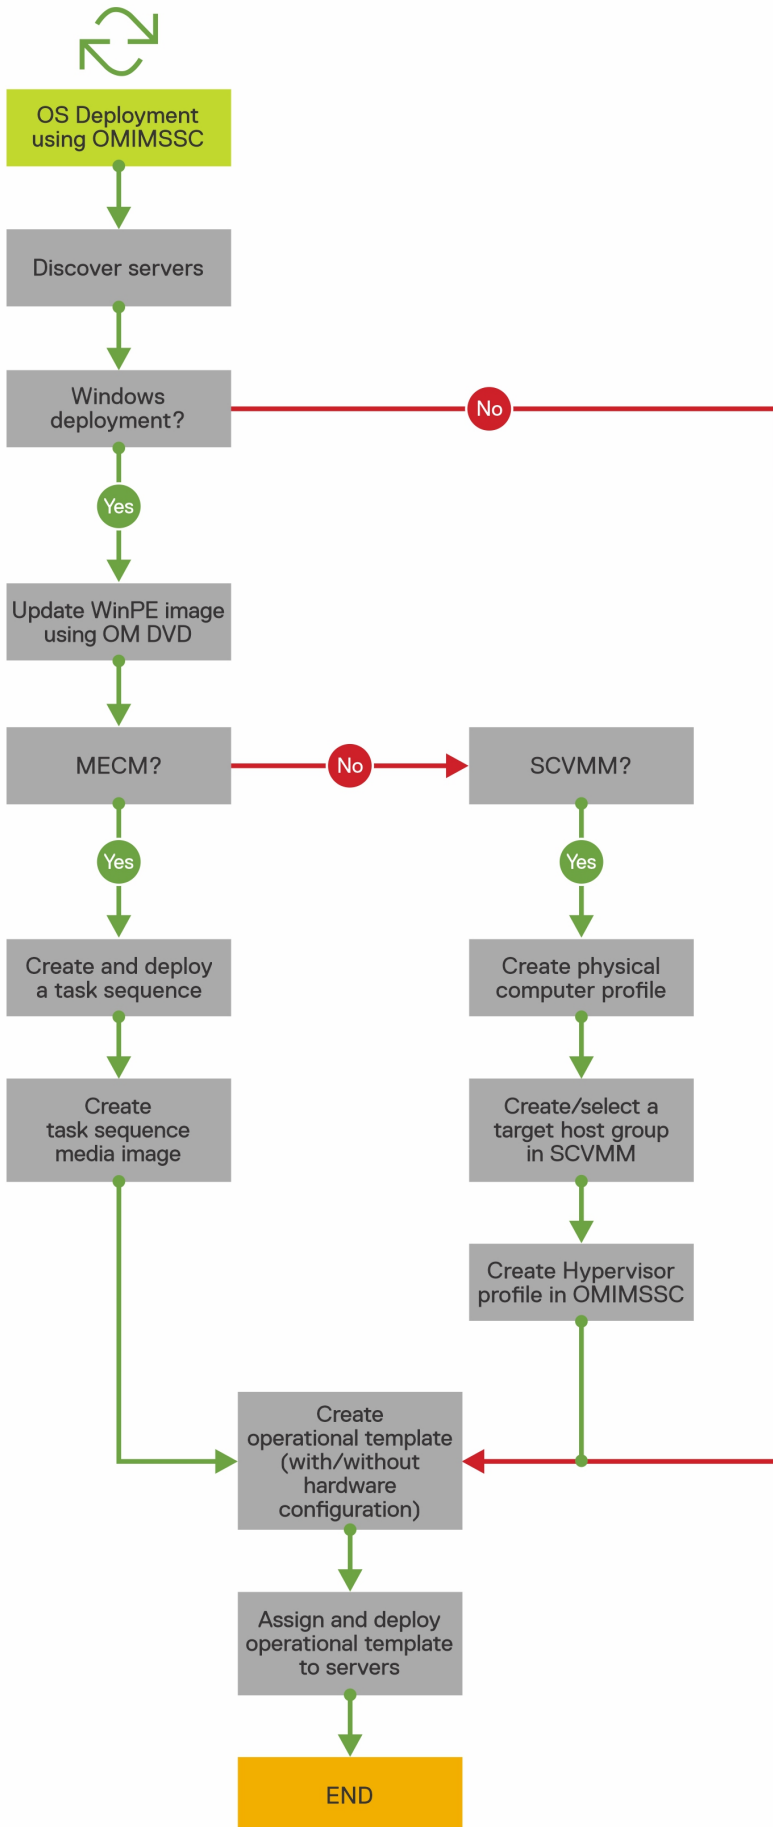 OS Deployment
using OMIMSSC
Discover servers
Windows
deployment?
No
Yes
Update WinPE image
using OM DVD
MECM?
No
SCVMM?
Yes
Yes
Create and deploy
a task sequence
Create physical
computer profile
Create
task sequence
media image
Create/select a
target host group
in SCVMM
Create Hypervisor
profile in OMIMSSC
Create
operational template
(with/without
hardware
configuration)
Assign and deploy
operational template
to servers
END